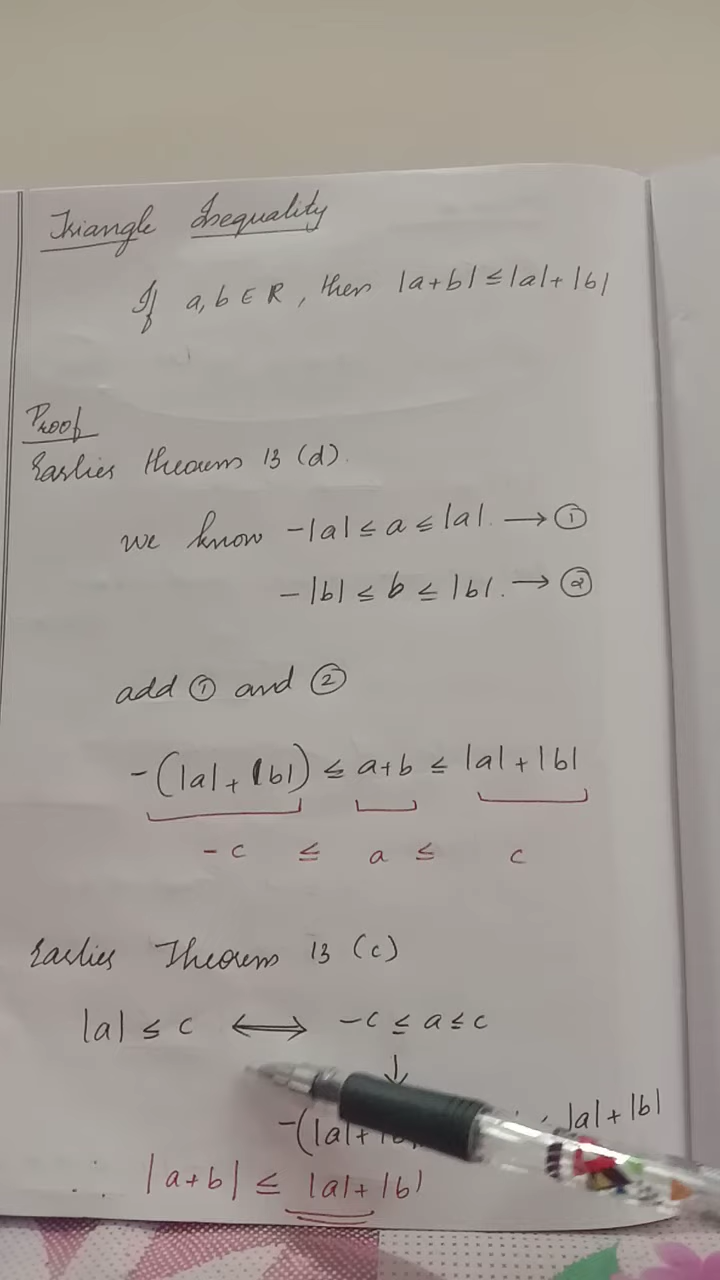 Triangle Inequality
If a, b ∈ R, then |a+b| ≤ |a| + |b|
Proof
Earlier theorem 13 (d).
we know -|a| ≤ a ≤ |a|. → ①
-|b| ≤ b ≤ |b|. → ②
add ① and ②
-(|a| + |b|) ≤ a+b ≤ |a| + |b|
-c ≤ a ≤ c
Earlier Theorem 13 (c)
|a| ≤ c ⟺ -c ≤ a ≤ c
↓
-(|a|+ |a| + |b|
∴ |a+b| ≤ |a| + |b|